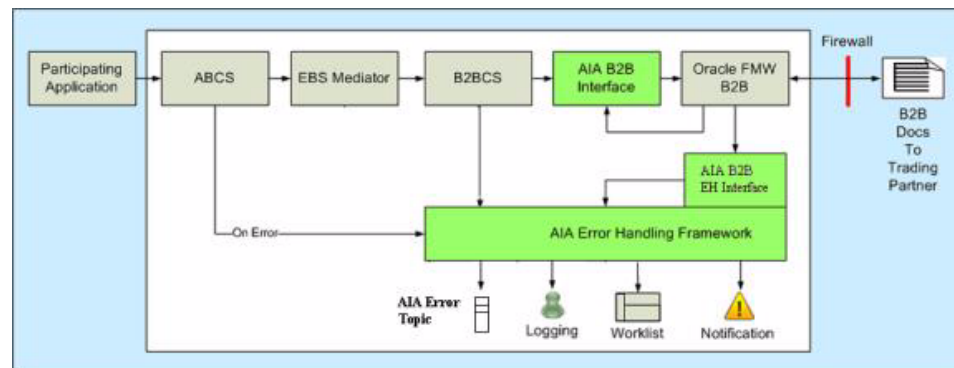 Participating
Application
ABCS
EBS Mediator
B2BCS
AIA B2B
Interface
Oracle FMW
B2B
Firewall
B2B
Docs
To
Trading
Partner
AIA B2B
EH Interface
On Error
AIA Error Handling Framework
AIA Error
Topic
Logging
Worklist
Notification